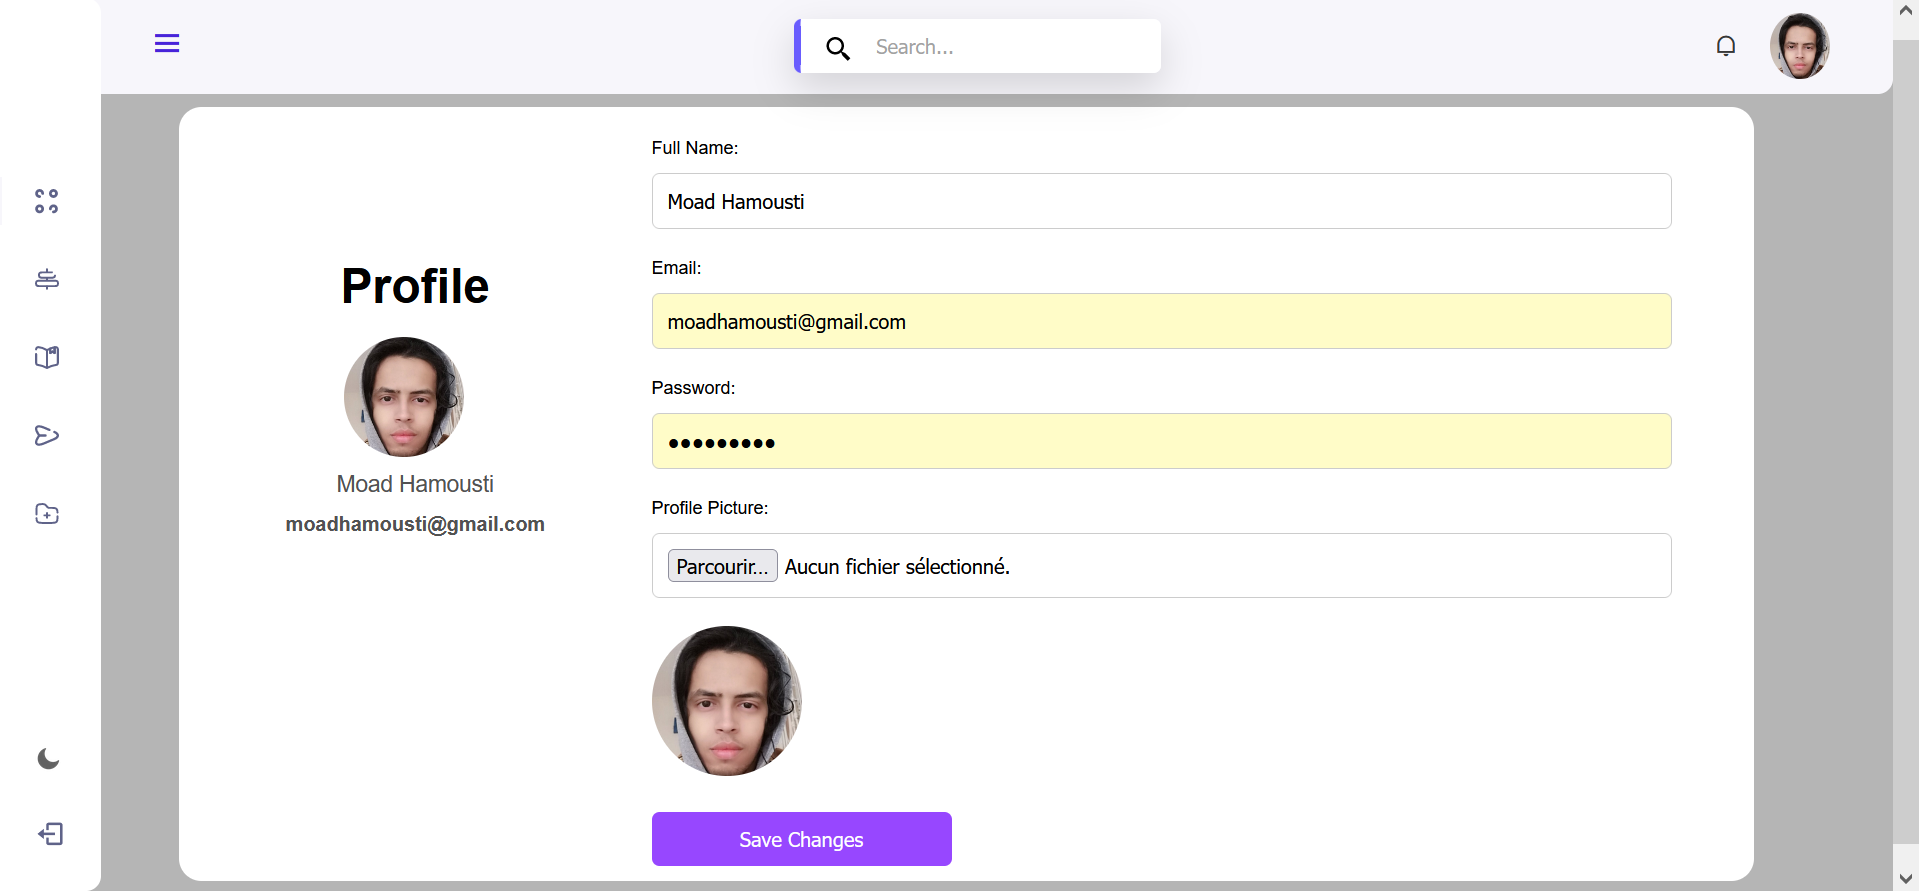 Search...
Profile
Moad Hamousti
moadhamousti@gmail.com
Full Name:
Moad Hamousti
Email:
moadhamousti@gmail.com
Password:
●●●●●●●●●
Profile Picture:
Parcourir... Aucun fichier sélectionné.
Save Changes